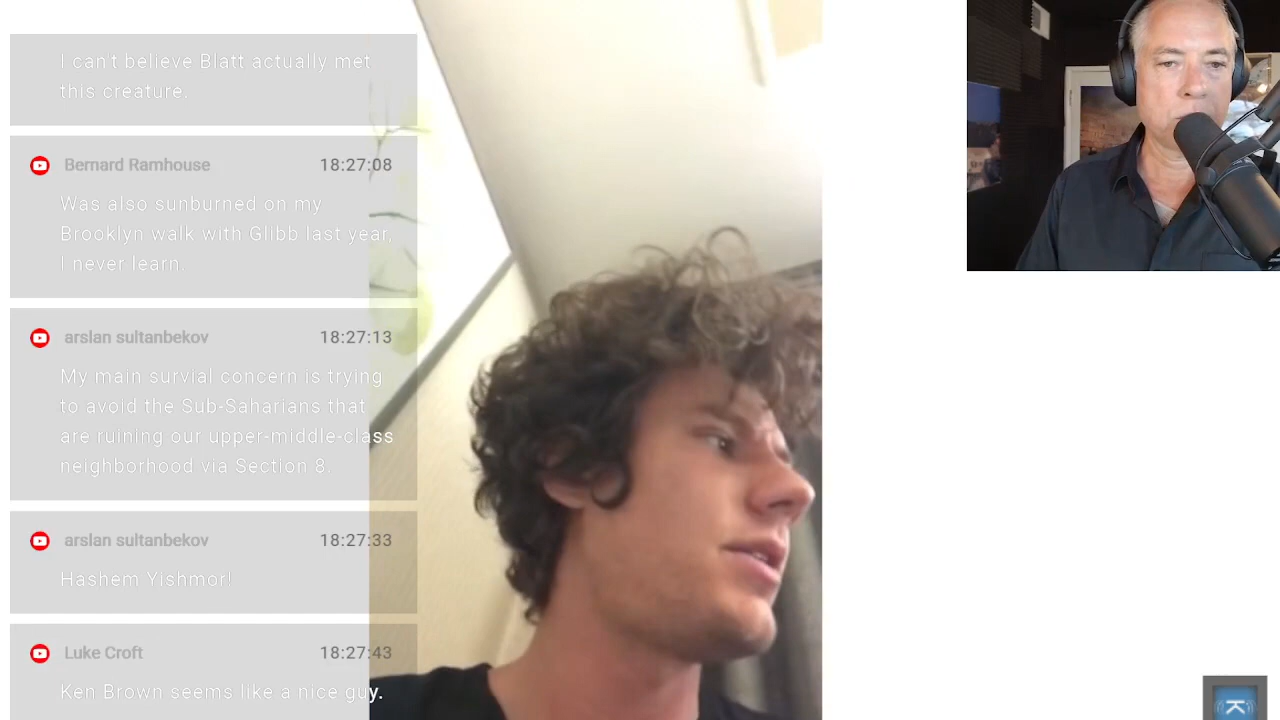 I can't believe Blatt actually met
this creature.
Bernard Ramhouse 18:27:08
Was also sunburned on my
Brooklyn walk with Glibb last year,
I never learn.
arslan sultanbekov 18:27:13
My main survial concern is trying
to avoid the Sub-Saharians that
are ruining our upper-middle-class
neighborhood via Section 8.
arslan sultanbekov 18:27:33
Hashem Yishmor!
Luke Croft 18:27:43
Ken Brown seems like a nice guy.
K